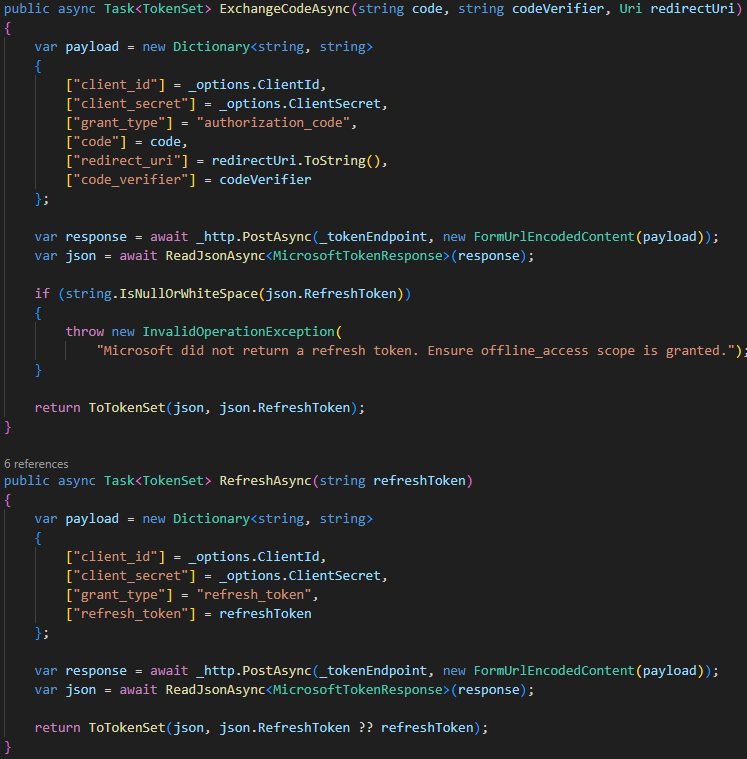 public async Task<TokenSet> ExchangeCodeAsync(string code, string codeVerifier, Uri redirectUri)
{
    var payload = new Dictionary<string, string>
    {
        ["client_id"] = _options.ClientId,
        ["client_secret"] = _options.ClientSecret,
        ["grant_type"] = "authorization_code",
        ["code"] = code,
        ["redirect_uri"] = redirectUri.ToString(),
        ["code_verifier"] = codeVerifier
    };

    var response = await _http.PostAsync(_tokenEndpoint, new FormUrlEncodedContent(payload));
    var json = await ReadJsonAsync<MicrosoftTokenResponse>(response);

    if (string.IsNullOrWhiteSpace(json.RefreshToken))
    {
        throw new InvalidOperationException(
            "Microsoft did not return a refresh token. Ensure offline_access scope is granted.");
    }

    return ToTokenSet(json, json.RefreshToken);
}

6 references
public async Task<TokenSet> RefreshAsync(string refreshToken)
{
    var payload = new Dictionary<string, string>
    {
        ["client_id"] = _options.ClientId,
        ["client_secret"] = _options.ClientSecret,
        ["grant_type"] = "refresh_token",
        ["refresh_token"] = refreshToken
    };

    var response = await _http.PostAsync(_tokenEndpoint, new FormUrlEncodedContent(payload));
    var json = await ReadJsonAsync<MicrosoftTokenResponse>(response);

    return ToTokenSet(json, json.RefreshToken ?? refreshToken);
}